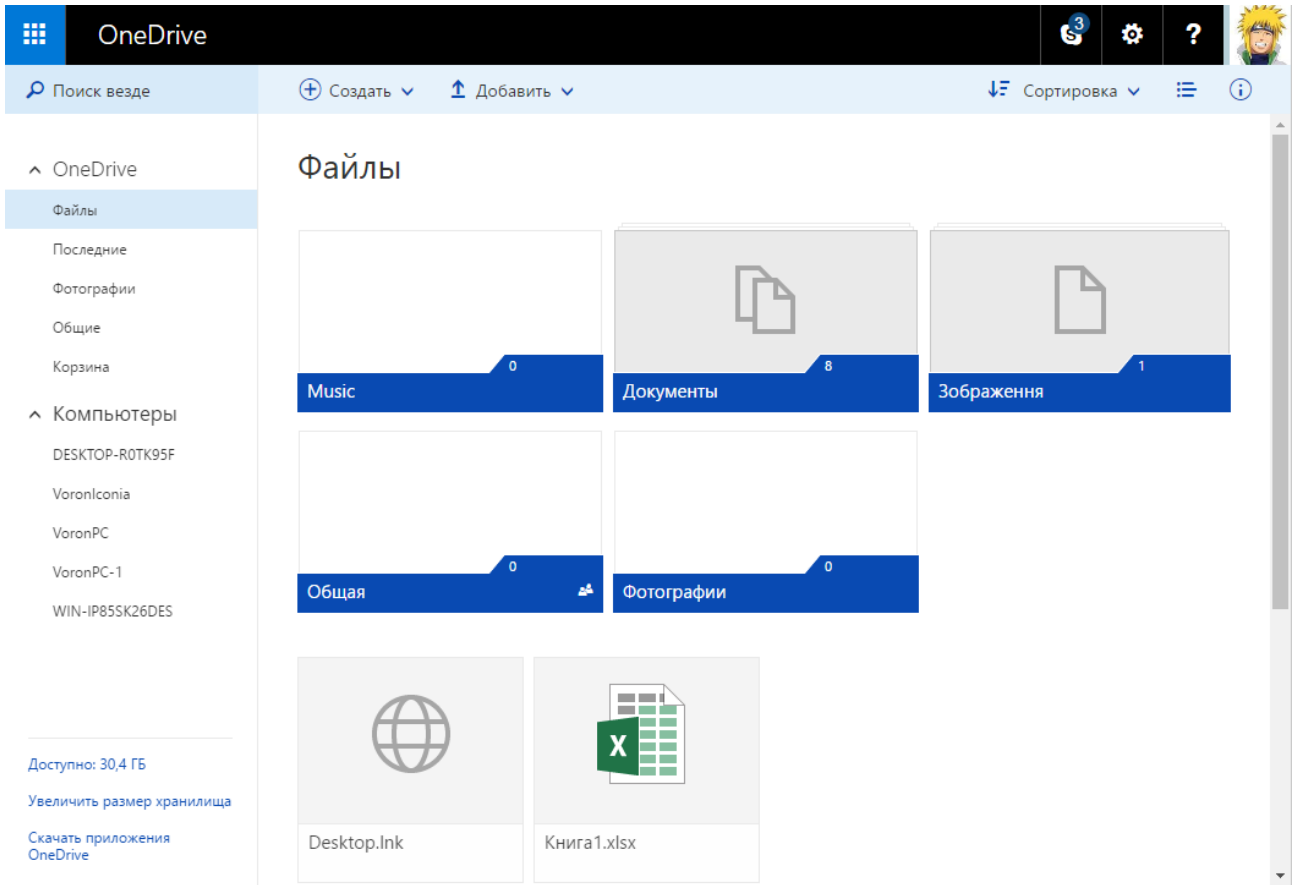 OneDrive
3
?
Поиск везде
Создать
Добавить
Сортировка
OneDrive
Файлы
Последние
Фотографии
Общие
Корзина
Компьютеры
DESKTOP-R0TK95F
VoronIconia
VoronPC
VoronPC-1
WIN-IP85SK26DES
Доступно: 30,4 ГБ
Увеличить размер хранилища
Скачать приложения
OneDrive
Файлы
0
Music
8
Документы
1
Зображення
0
Общая
0
Фотографии
Desktop.lnk
Книга1.xlsx